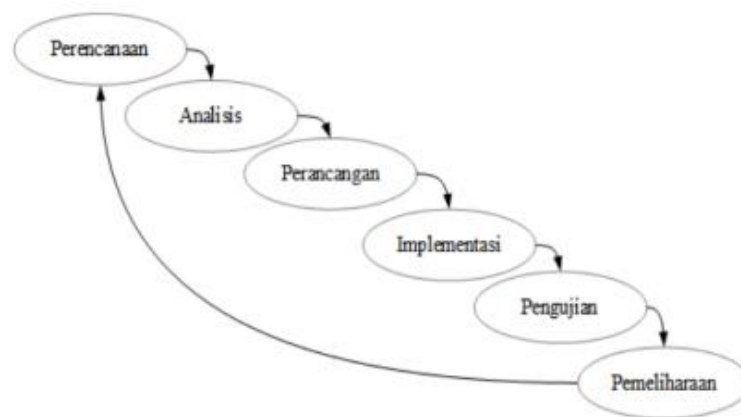 Perencanaan
Analisis
Perancangan
Implementasi
Pengujian
Pemeliharaan